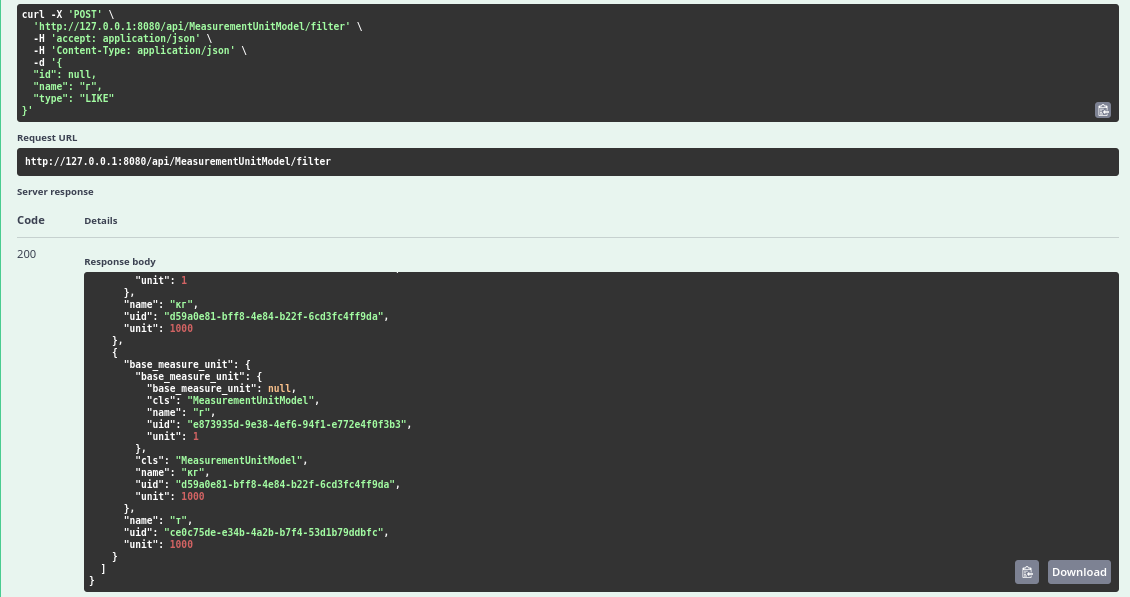 curl -X 'POST' \
'http://127.0.0.1:8080/api/MeasurementUnitModel/filter' \
-H 'accept: application/json' \
-H 'Content-Type: application/json' \
-d '{
"id": null,
"name": "г",
"type": "LIKE"
}'
Request URL
http://127.0.0.1:8080/api/MeasurementUnitModel/filter
Server response
Code Details
200
Response body
"unit": 1
},
"name": "кг",
"uid": "d59a0e81-bff8-4e84-b22f-6cd3fc4ff9da",
"unit": 1000
},
{
"base_measure_unit": {
"base_measure_unit": {
"base_measure_unit": null,
"cls": "MeasurementUnitModel",
"name": "г",
"uid": "e873935d-9e38-4ef6-94f1-e772e4f0f3b3",
"unit": 1
},
"cls": "MeasurementUnitModel",
"name": "кг",
"uid": "d59a0e81-bff8-4e84-b22f-6cd3fc4ff9da",
"unit": 1000
},
"name": "т",
"uid": "ce0c75de-e34b-4a2b-b7f4-53d1b79ddbfc",
"unit": 1000
}
]
}
Download